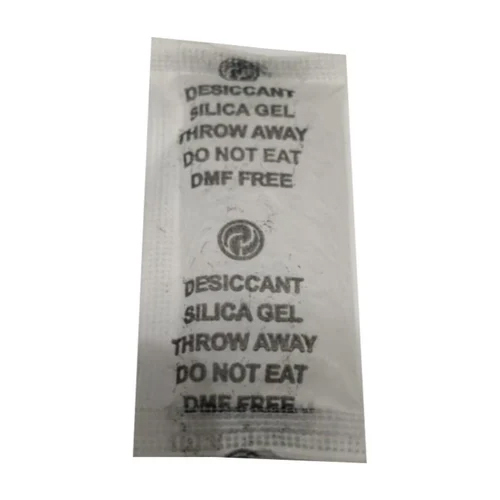 DESICCANT
SILICA GEL
THROW AWAY
DO NOT EAT
DMF FREE
DESICCANT
SILICA GEL
THROW AWAY
DO NOT EAT
DMF FREE